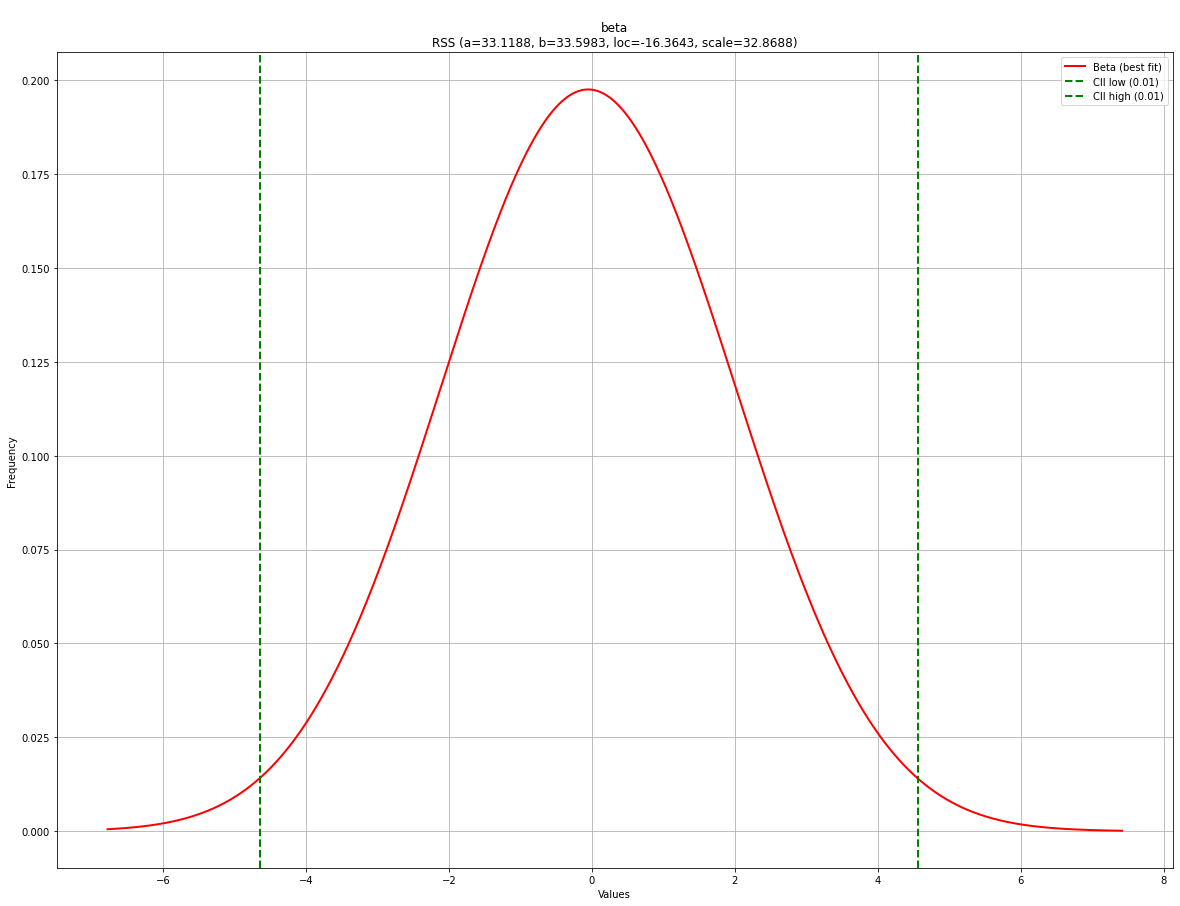 beta
RSS (a=33.1188, b=33.5983, loc=-16.3643, scale=32.8688)
Beta (best fit)
CII low (0.01)
CII high (0.01)
0.200
0.175
0.150
0.125
0.100
0.075
0.050
0.025
0.000
Frequency
−6
−4
−2
0
2
4
6
8
Values